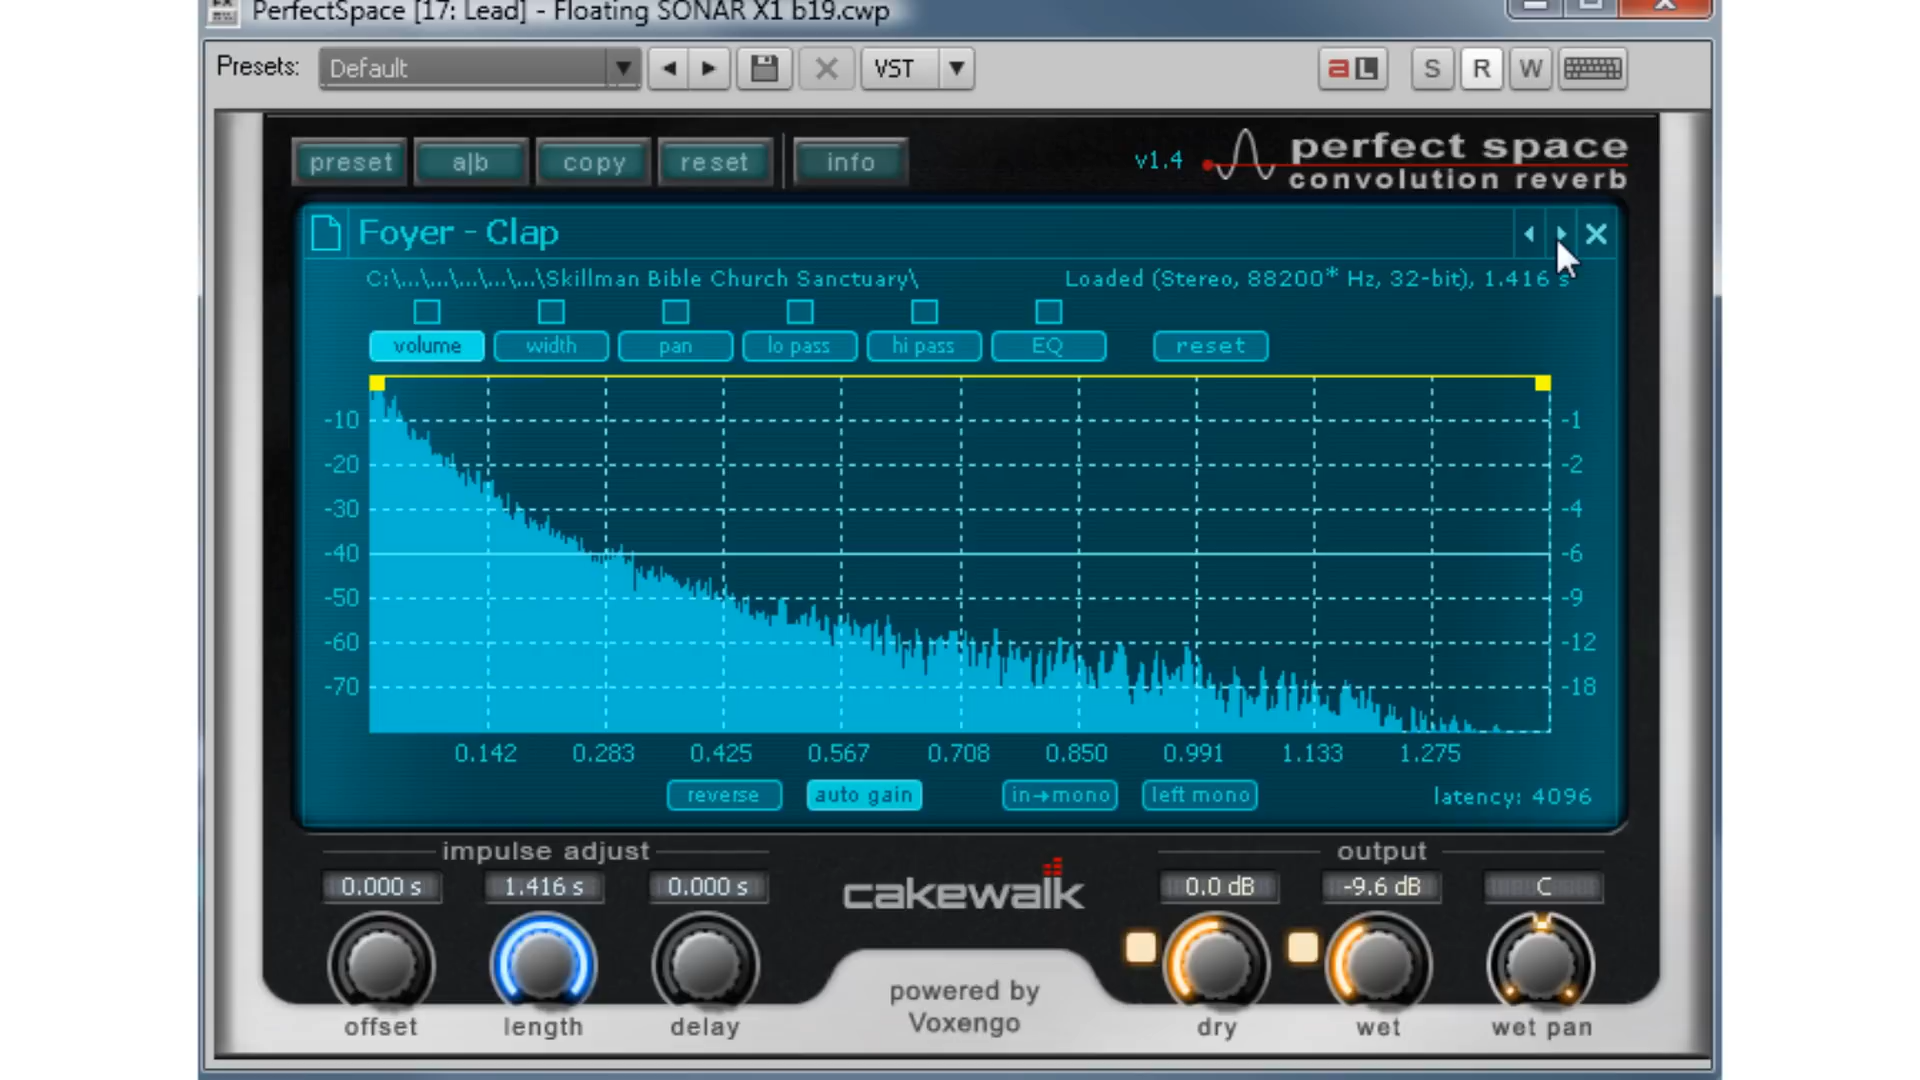 PerfectSpace [17: Lead] - Floating SONAR X1 b19.cwp
Presets: Default VST a L S R W
preset a|b copy reset info v1.4 perfect space
convolution reverb
Foyer - Clap
C:\...\...\...\...\...\Skillman Bible Church Sanctuary\ Loaded (Stereo, 88200* Hz, 32-bit), 1.416 s
volume width pan lo pass hi pass EQ reset
-10 -1
-20 -2
-30 -4
-40 -6
-50 -9
-60 -12
-70 -18
0.142 0.283 0.425 0.567 0.708 0.850 0.991 1.133 1.275
reverse auto gain in→mono left mono latency: 4096
impulse adjust output
0.000 s 1.416 s 0.000 s cakewalk 0.0 dB -9.6 dB C
powered by
Voxengo
offset length delay dry wet wet pan